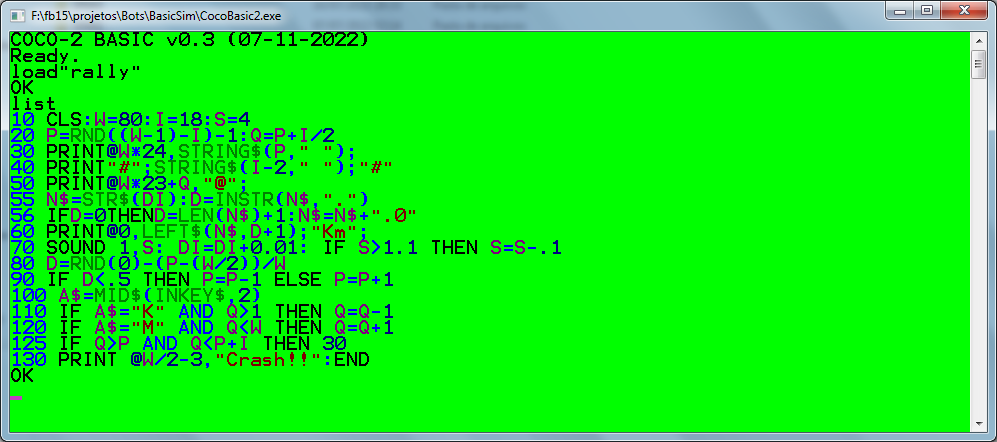 F:\fb15\projetos\Bots\BasicSim\CocoBasic2.exe
COCO-2 BASIC v0.3 (07-11-2022)
Ready.
load"rally"
OK
list
10 CLS:W=80:I=18:S=4
20 P=RND((W-1)-I)-1:Q=P+I/2
30 PRINT@W*24,STRING$(P," ");
40 PRINT"#";STRING$(I-2," ");"#"
50 PRINT@W*23+Q,"@";
55 N$=STR$(DI):D=INSTR(N$,".")
56 IFD=0THEND=LEN(N$)+1:N$=N$+".0"
60 PRINT@0,LEFT$(N$,D+1);"Km";
70 SOUND 1,S: DI=DI+0.01: IF S>1.1 THEN S=S-.1
80 D=RND(0)-(P-(W/2))/W
90 IF D<.5 THEN P=P-1 ELSE P=P+1
100 A$=MID$(INKEY$,2)
110 IF A$="K" AND Q>1 THEN Q=Q-1
120 IF A$="M" AND Q<W THEN Q=Q+1
125 IF Q>P AND Q<P+I THEN 30
130 PRINT @W/2-3,"Crash!!":END
OK